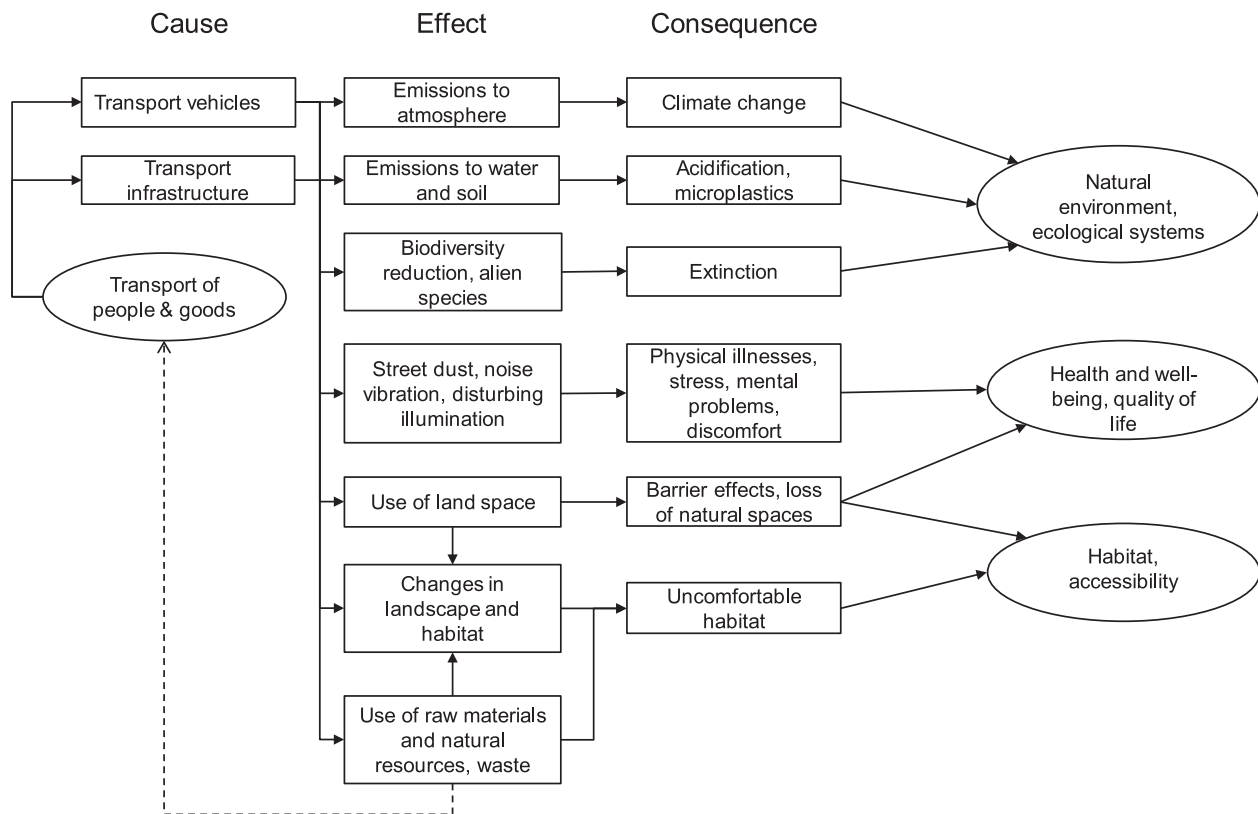 Cause
Effect
Consequence
Transport vehicles
Emissions to
atmosphere
Climate change
Transport
infrastructure
Emissions to water
and soil
Acidification,
microplastics
Natural
environment,
ecological systems
Transport of
people & goods
Biodiversity
reduction, alien
species
Extinction
Street dust, noise
vibration, disturbing
illumination
Physical illnesses,
stress, mental
problems,
discomfort
Health and well-
being, quality of
life
Use of land space
Barrier effects, loss
of natural spaces
Habitat,
accessibility
Changes in
landscape and
habitat
Uncomfortable
habitat
Use of raw materials
and natural
resources, waste